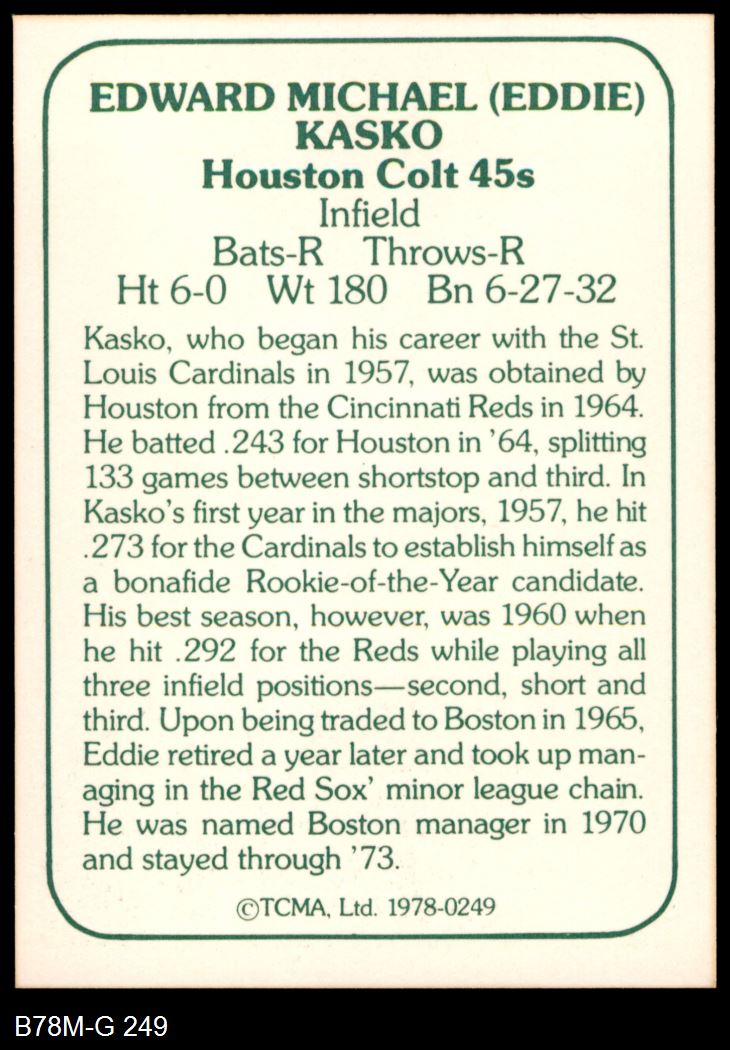 EDWARD MICHAEL (EDDIE)
KASKO
Houston Colt 45s
Infield
Bats-R Throws-R
Ht 6-0 Wt 180 Bn 6-27-32
Kasko, who began his career with the St.
Louis Cardinals in 1957, was obtained by
Houston from the Cincinnati Reds in 1964.
He batted .243 for Houston in '64, splitting
133 games between shortstop and third. In
Kasko's first year in the majors, 1957, he hit
.273 for the Cardinals to establish himself as
a bonafide Rookie-of-the-Year candidate.
His best season, however, was 1960 when
he hit .292 for the Reds while playing all
three infield positions—second, short and
third. Upon being traded to Boston in 1965,
Eddie retired a year later and took up man-
aging in the Red Sox' minor league chain.
He was named Boston manager in 1970
and stayed through '73.
©TCMA, Ltd. 1978-0249
B78M-G 249